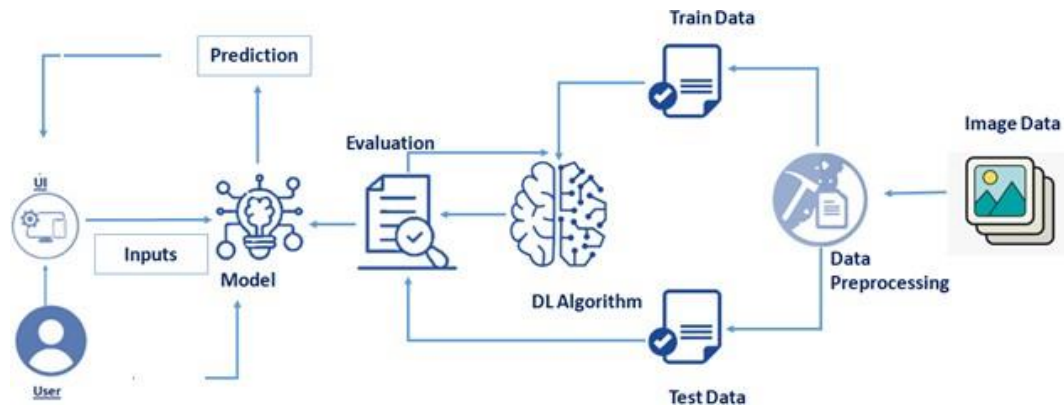 Train Data
Prediction
Image Data
Evaluation
UI
Inputs
Model
Data
Preprocessing
DL Algorithm
User
Test Data